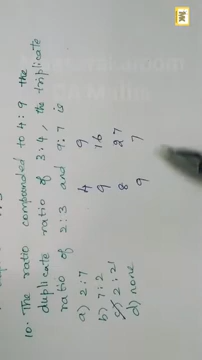 10. The ratio compounded to 4:9 the
duplicate ratio of 3:4, the triplicate
ratio of 2:3 and 9:7 is
a) 2:7
b) 7:2
c) 2:21
d) none
4 9
9 16
8 27
9 7